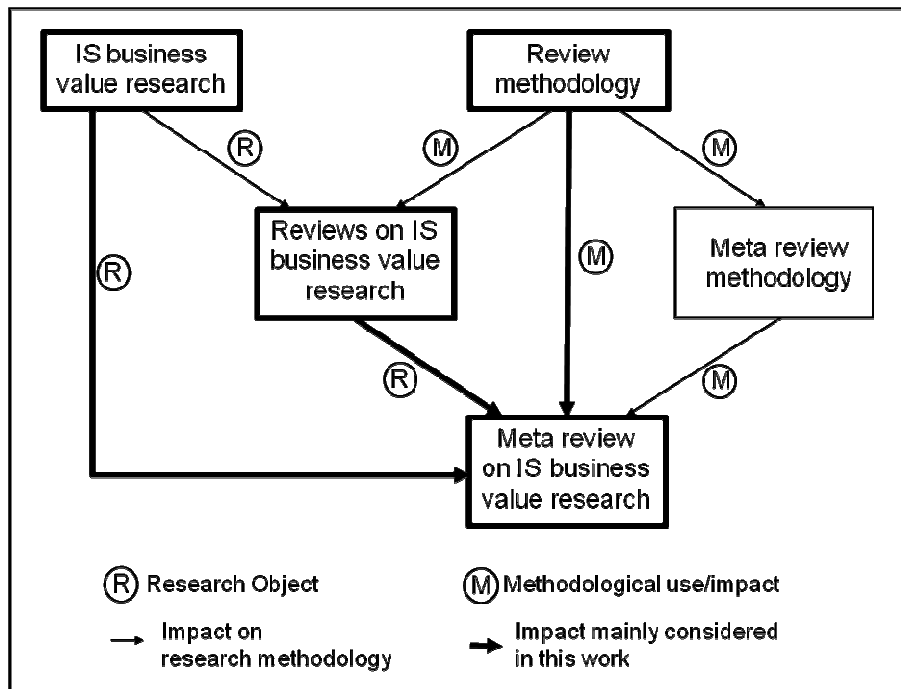 IS business
value research
Review
methodology
R
M
M
Reviews on IS
business value
research
R
M
Meta review
methodology
R
M
Meta review
on IS business
value research
R Research Object
M Methodological use/impact
Impact on
research methodology
Impact mainly considered
in this work